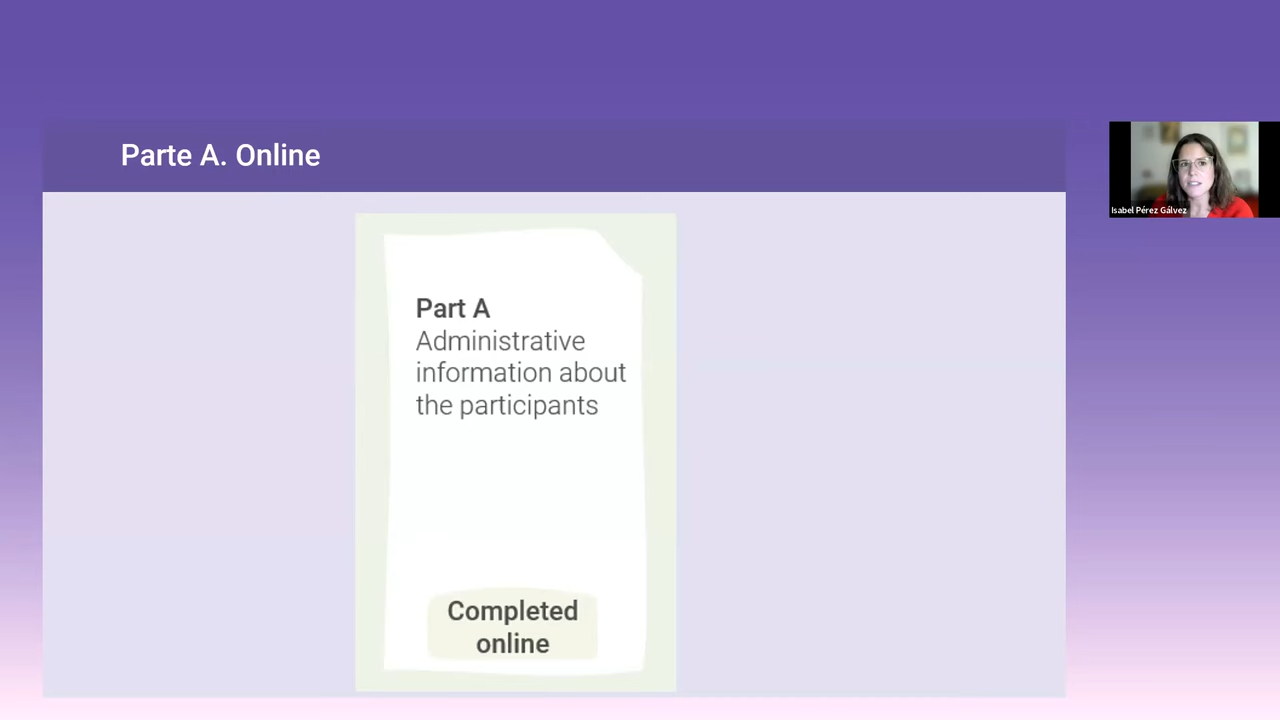 Parte A. Online
Isabel Pérez Gálvez
Part A
Administrative
information about
the participants
Completed
online